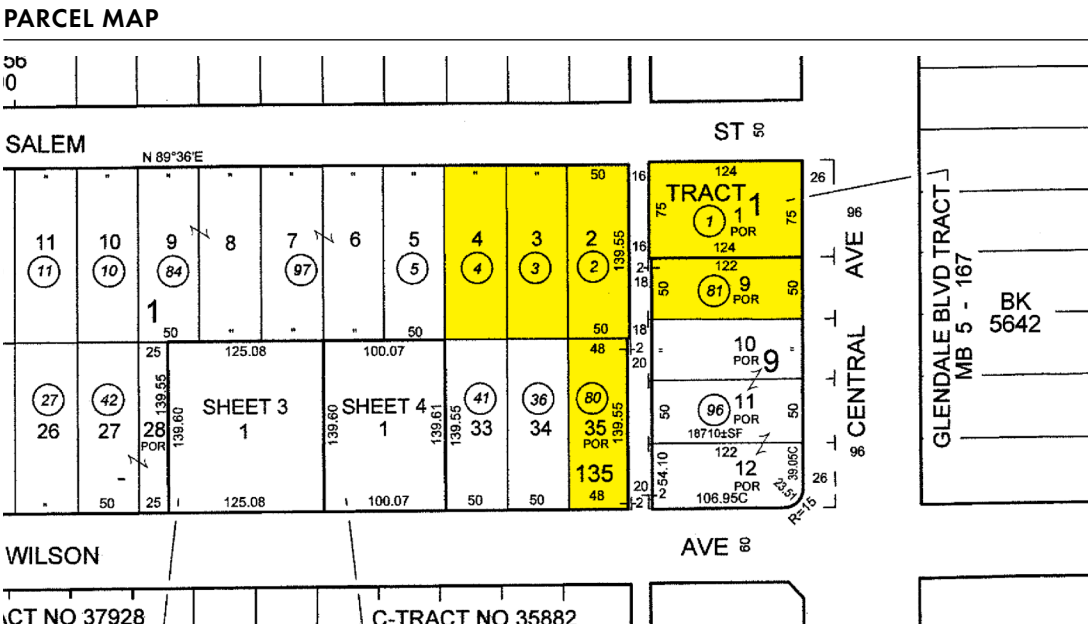 PARCEL MAP
56
SALEM
ST 50
N 89°36'E
" " " " " " " " " 50
16
124
26
TRACT 1
75
1
1
POR
75
124
11 10 9 8 7 6 5 4 3 2
11 10 84 97 5 4 3 2
139.55
16
2
18
1
50 " " " 50 50
122
50
81 9
POR
50
18
96
CENTRAL AVE
96
26
GLENDALE BLVD TRACT
MB 5 - 167
BK
5642
25 125.08 100.07 48
2
20
10
POR 9
"
"
27 42 41 36 80
26 27 28 33 34 35
POR POR
139.55
139.60
SHEET 3
1
139.60
SHEET 4
1
139.61
139.55
139.55
135
50
96 11
POR
50
18710±SF
122
12
POR
54.10
39.05C
23.51
R=15
106.95C
20
2
2
" 50 25 125.08 100.07 50 50 48
WILSON
AVE 60
ACT NO 37928
C-TRACT NO 35882